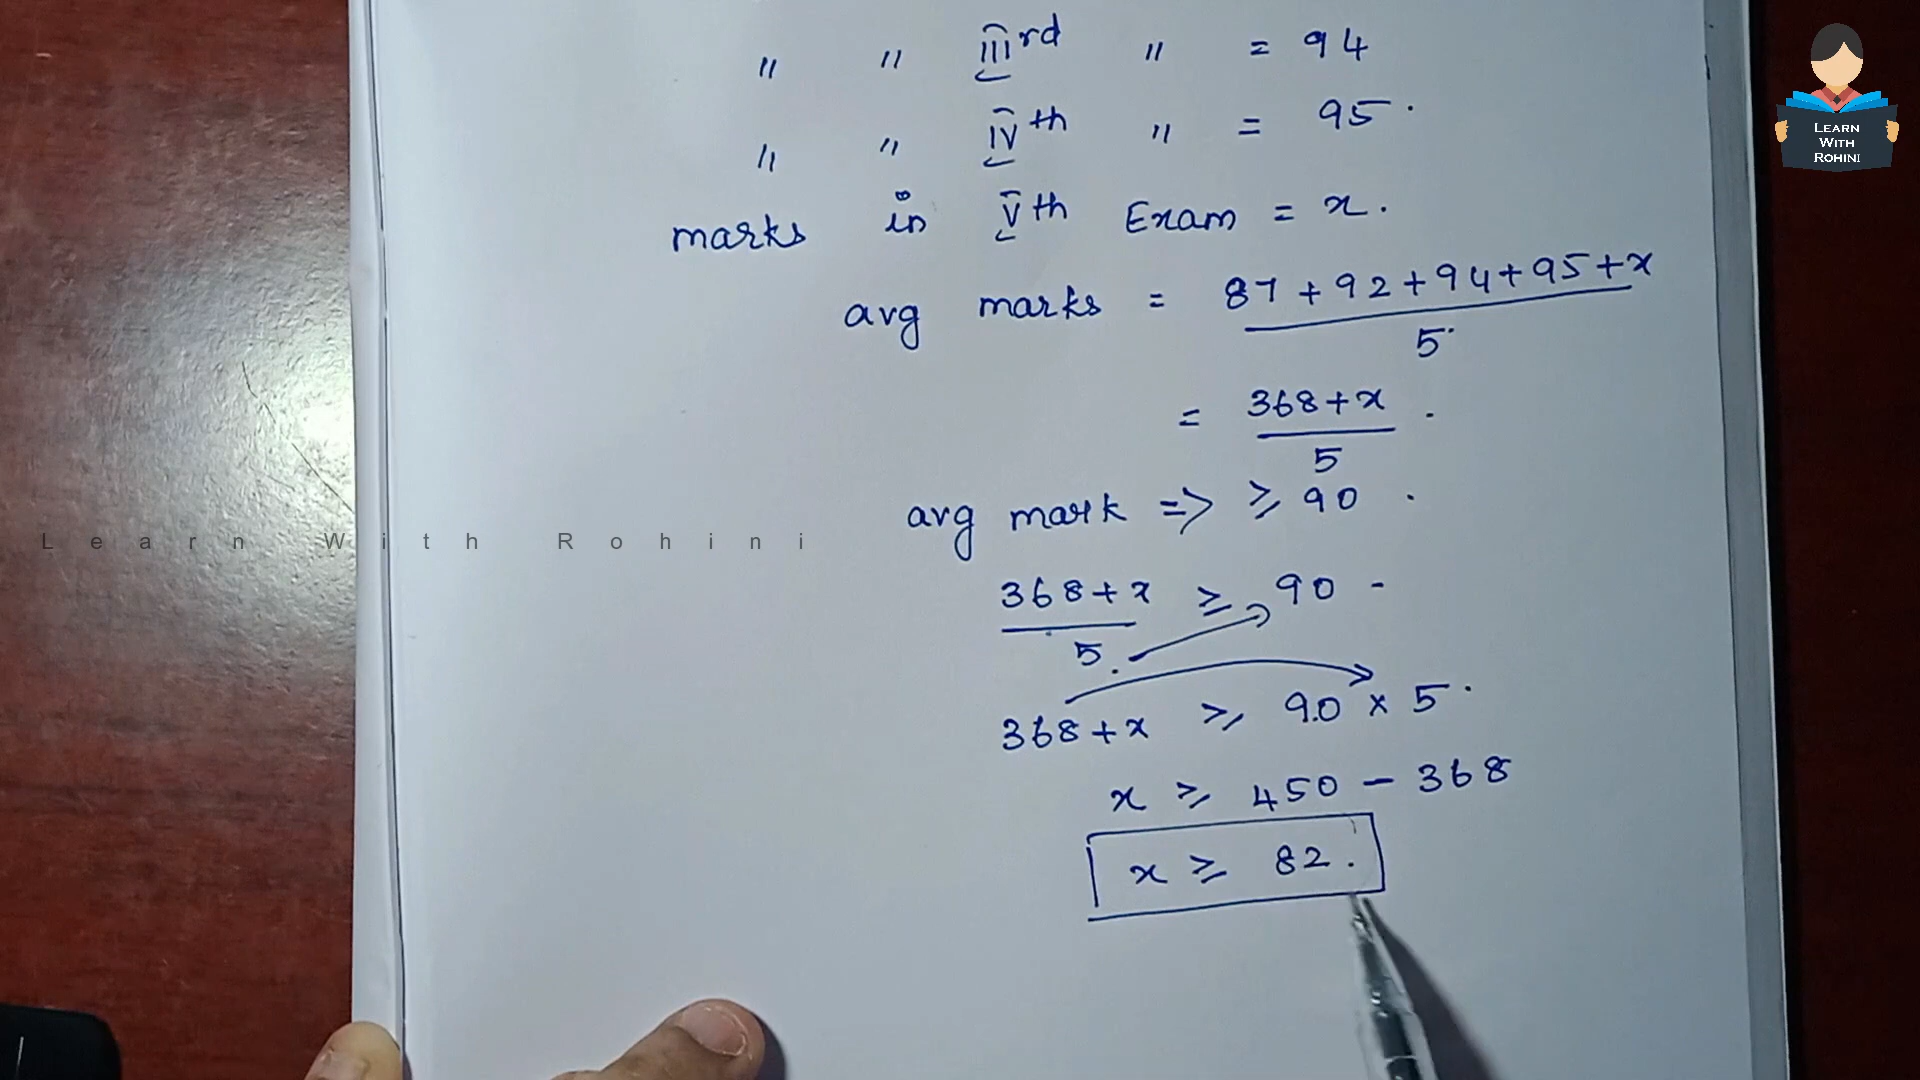 " " IIIrd " = 94
" " IVth " = 95.
marks in Vth Exam = x.
avg marks = 87+92+94+95+x
5
= 368+x
5
avg mark => ≥ 90
368+x ≥ 90
5
368+x ≥ 90 × 5
x ≥ 450 - 368
x ≥ 82.
Learn With Rohini
LEARN
WITH
ROHINI